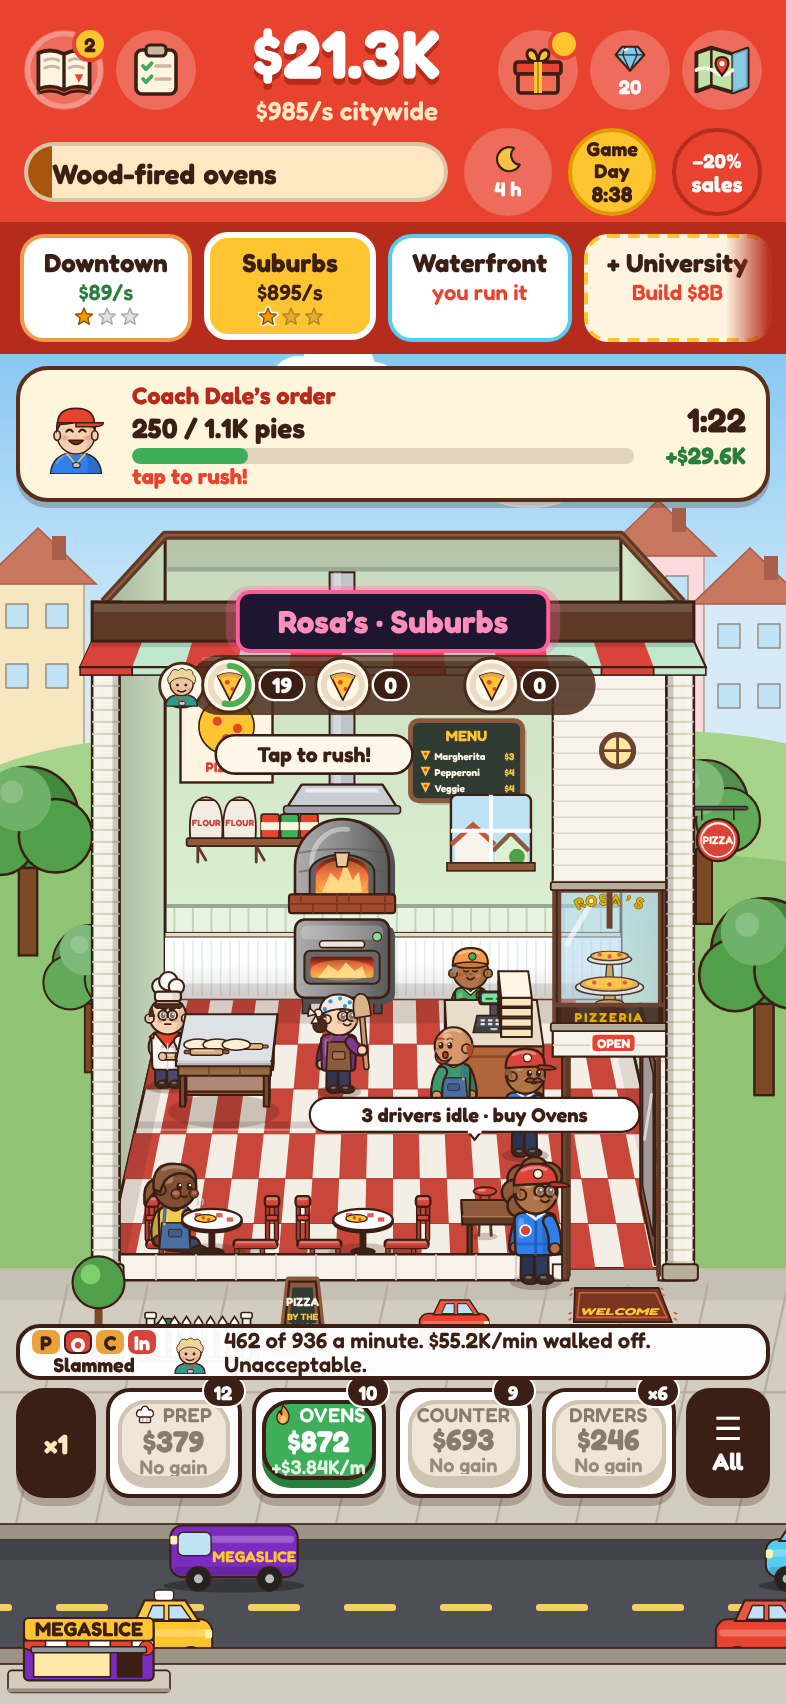 2
$21.3K
$985/s citywide
20
Wood-fired ovens
4 h
Game
Day
8:38
-20%
sales
Downtown
$89/s
Suburbs
$895/s
Waterfront
you run it
+ University
Build $8B
Coach Dale's order
250 / 1.1K pies
tap to rush!
1:22
+$29.6K
Rosa's · Suburbs
19
0
0
Tap to rush!
MENU
Margherita $3
Pepperoni $4
Veggie $4
FLOUR FLOUR
PIZZA
ROSA'S
PIZZERIA
OPEN
3 drivers idle · buy Ovens
PIZZA
BY THE
WELCOME
P O C In
Slammed
462 of 936 a minute. $55.2K/min walked off.
Unacceptable.
x1
12
PREP
$379
No gain
10
OVENS
$872
+$3.84K/m
9
COUNTER
$693
No gain
x6
DRIVERS
$246
No gain
All
MEGASLICE
MEGASLICE